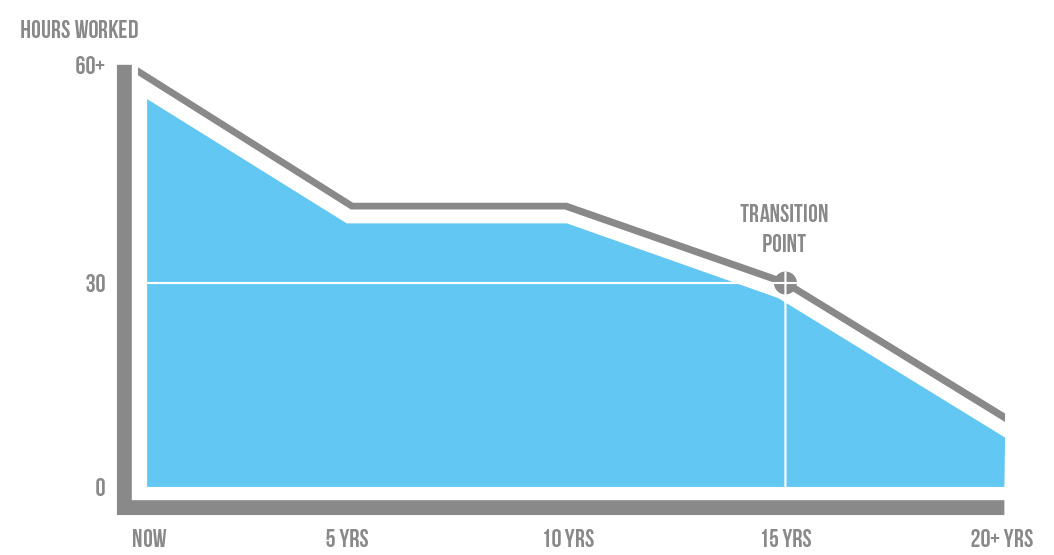 HOURS WORKED
60+
TRANSITION
POINT
30
0
NOW
5 YRS
10 YRS
15 YRS
20+ YRS